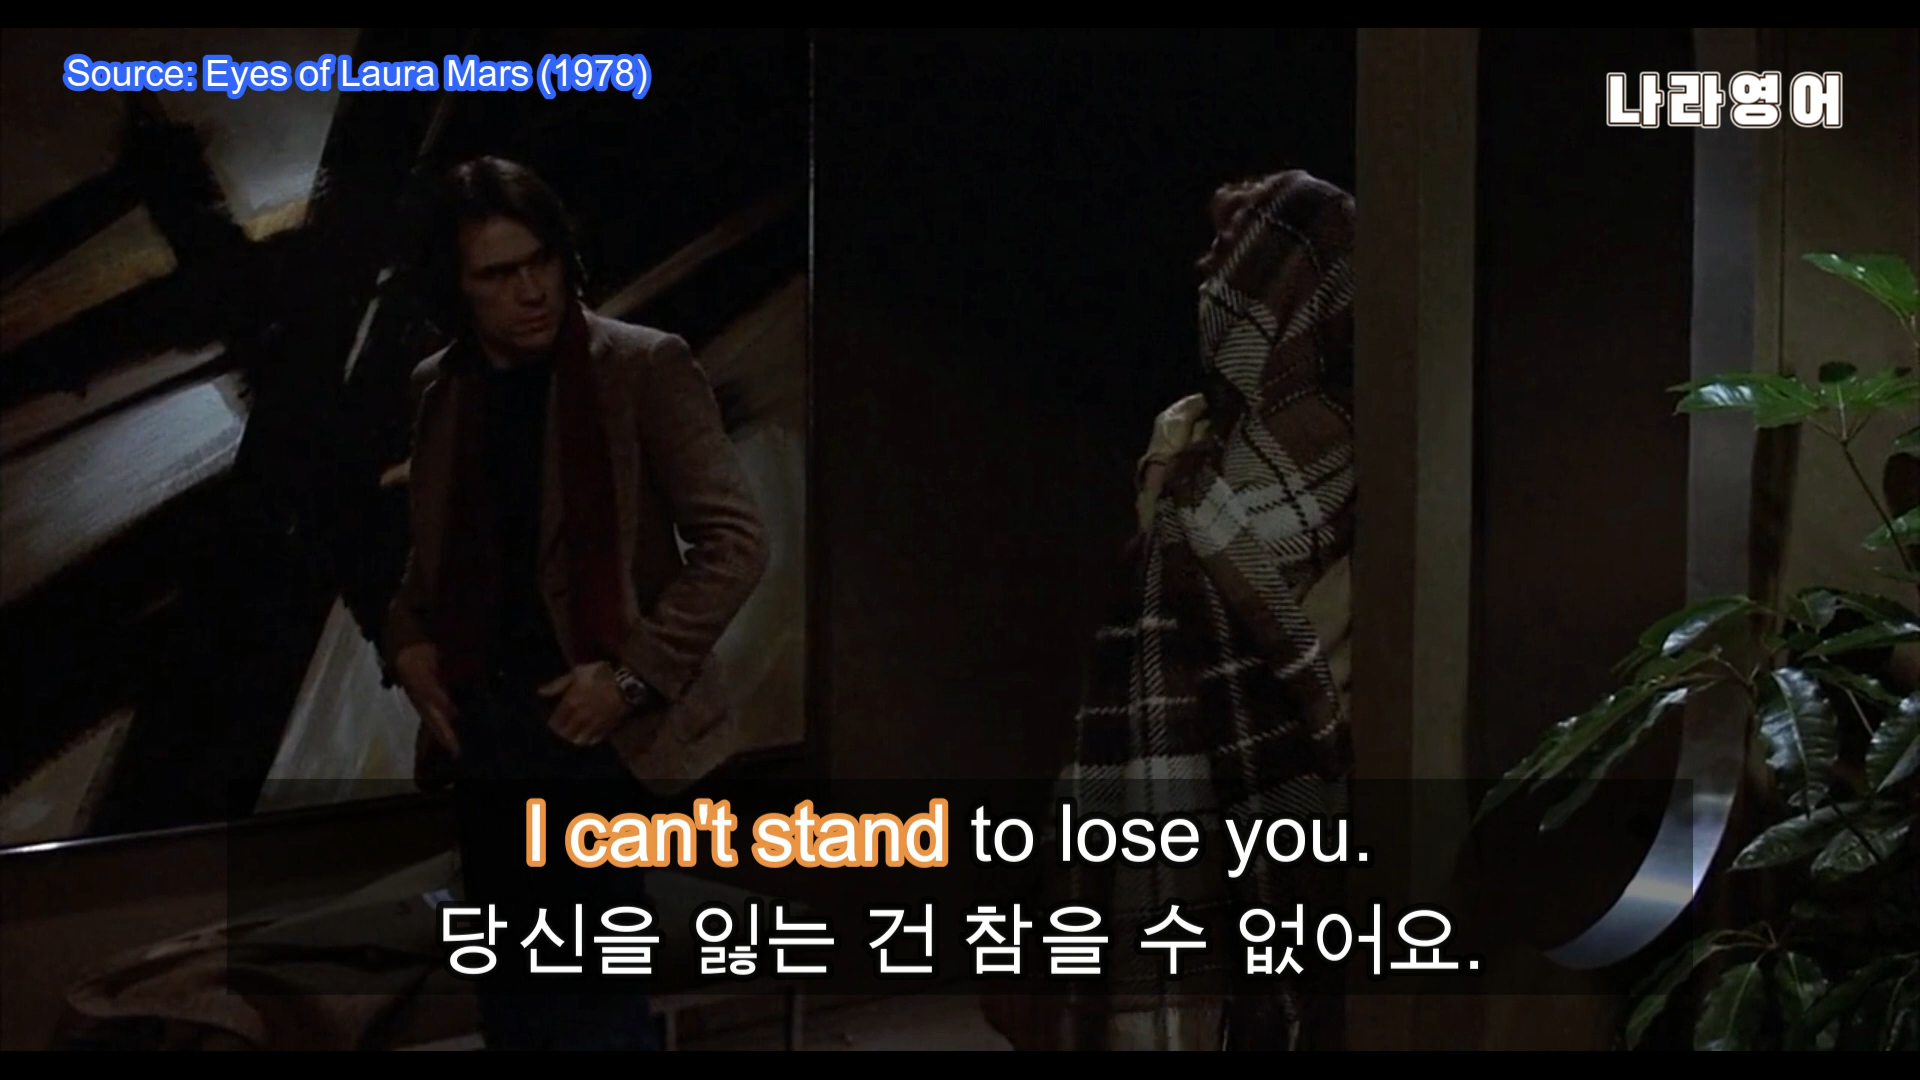 Source: Eyes of Laura Mars (1978)
나라영어
I can't stand to lose you.
당신을 잃는 건 참을 수 없어요.